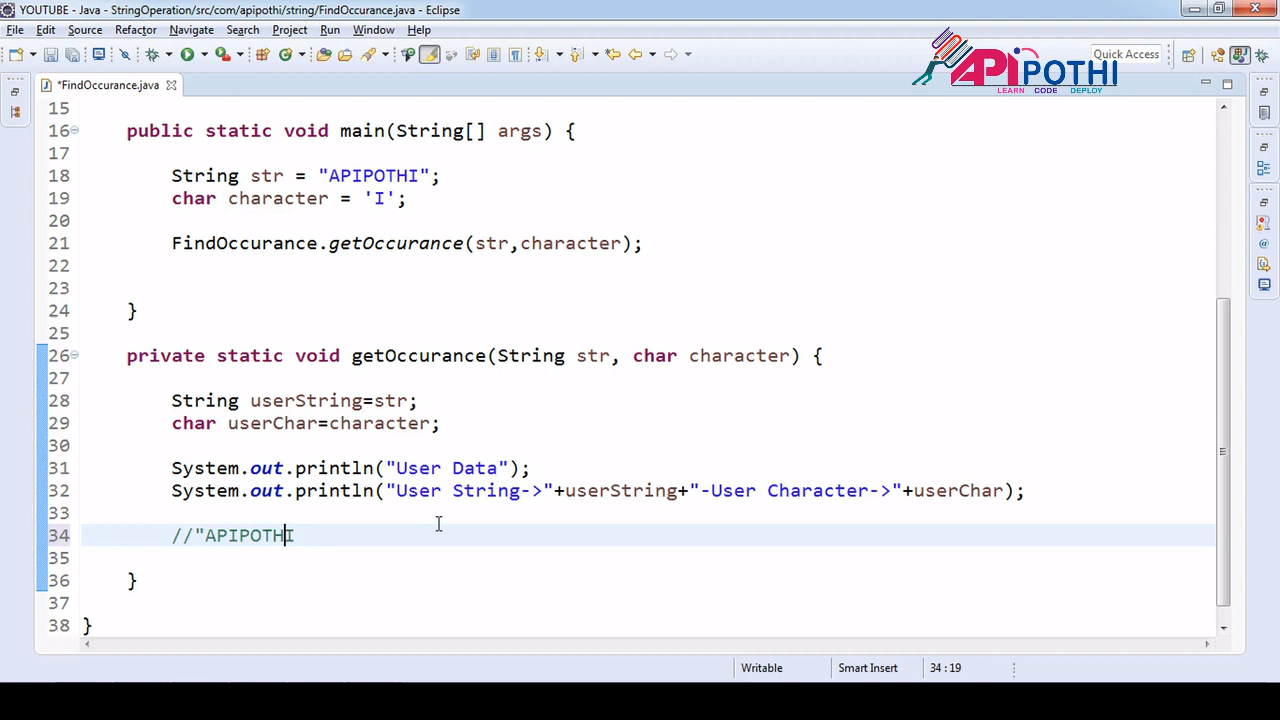 YOUTUBE - Java - StringOperation/src/com/apipothi/string/FindOccurance.java - Eclipse
File Edit Source Refactor Navigate Search Project Run Window Help
Quick Access
APIPOTHI
LEARN CODE DEPLOY
*FindOccurance.java
15
16 public static void main(String[] args) {
17
18 String str = "APIPOTHI";
19 char character = 'I';
20
21 FindOccurance.getOccurance(str,character);
22
23
24 }
25
26 private static void getOccurance(String str, char character) {
27
28 String userString=str;
29 char userChar=character;
30
31 System.out.println("User Data");
32 System.out.println("User String->"+userString+"-User Character->"+userChar);
33
34 //"APIPOTHI
35
36 }
37
38 }
Writable Smart Insert 34 : 19